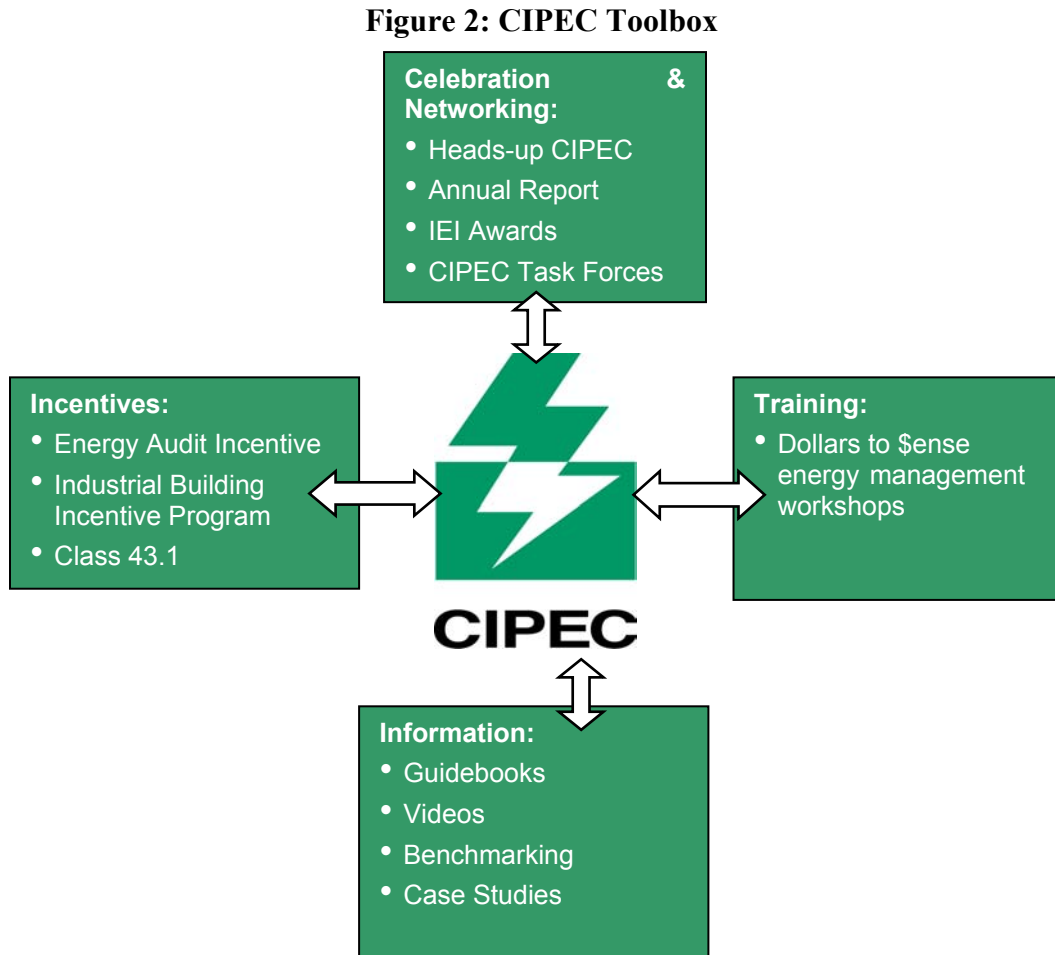 Figure 2: CIPEC Toolbox
Celebration &
Networking:
• Heads-up CIPEC
• Annual Report
• IEI Awards
• CIPEC Task Forces
Incentives:
• Energy Audit Incentive
• Industrial Building
Incentive Program
• Class 43.1
Training:
• Dollars to $ense
energy management
workshops
CIPEC
Information:
• Guidebooks
• Videos
• Benchmarking
• Case Studies